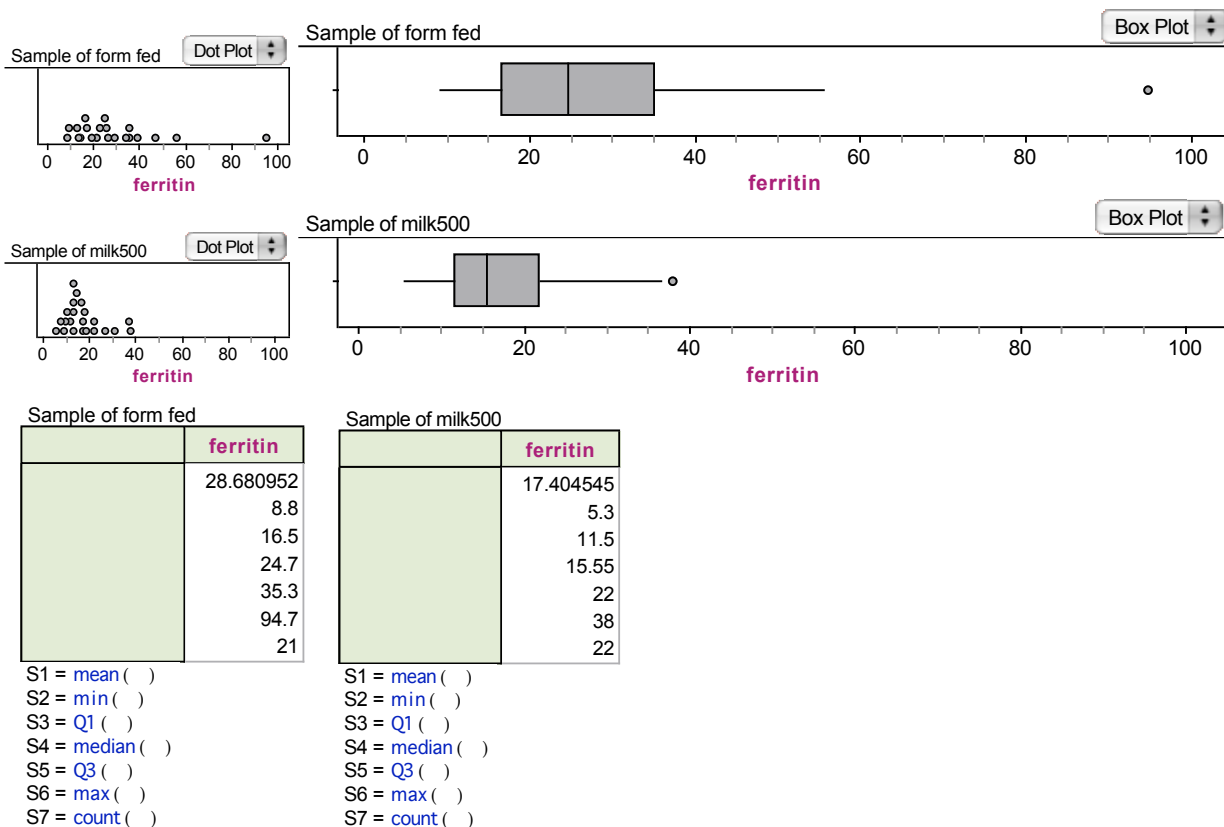 Sample of form fed
Dot Plot
0 20 40 60 80 100
ferritin
Sample of form fed
Box Plot
0 20 40 60 80 100
ferritin
Sample of milk500
Dot Plot
0 20 40 60 80 100
ferritin
Sample of milk500
Box Plot
0 20 40 60 80 100
ferritin
Sample of form fed
ferritin
28.680952
8.8
16.5
24.7
35.3
94.7
21
S1 = mean ( )
S2 = min ( )
S3 = Q1 ( )
S4 = median ( )
S5 = Q3 ( )
S6 = max ( )
S7 = count ( )
Sample of milk500
ferritin
17.404545
5.3
11.5
15.55
22
38
22
S1 = mean ( )
S2 = min ( )
S3 = Q1 ( )
S4 = median ( )
S5 = Q3 ( )
S6 = max ( )
S7 = count ( )